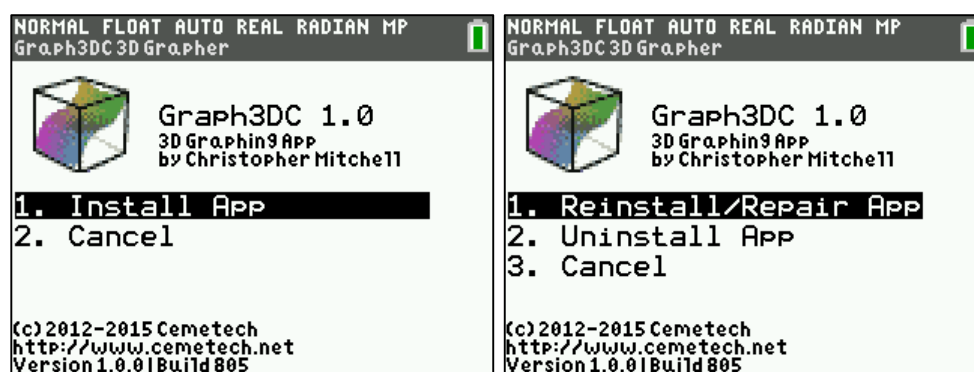 NORMAL FLOAT AUTO REAL RADIAN MP
Graph3DC 3D Grapher
Graph3DC 1.0
3D Graphing App
by Christopher Mitchell
1. Install App
2. Cancel
(c) 2012-2015 Cemetech
http://www.cemetech.net
Version 1.0.0|Build 805
NORMAL FLOAT AUTO REAL RADIAN MP
Graph3DC 3D Grapher
Graph3DC 1.0
3D Graphing App
by Christopher Mitchell
1. Reinstall/Repair App
2. Uninstall App
3. Cancel
(c) 2012-2015 Cemetech
http://www.cemetech.net
Version 1.0.0|Build 805